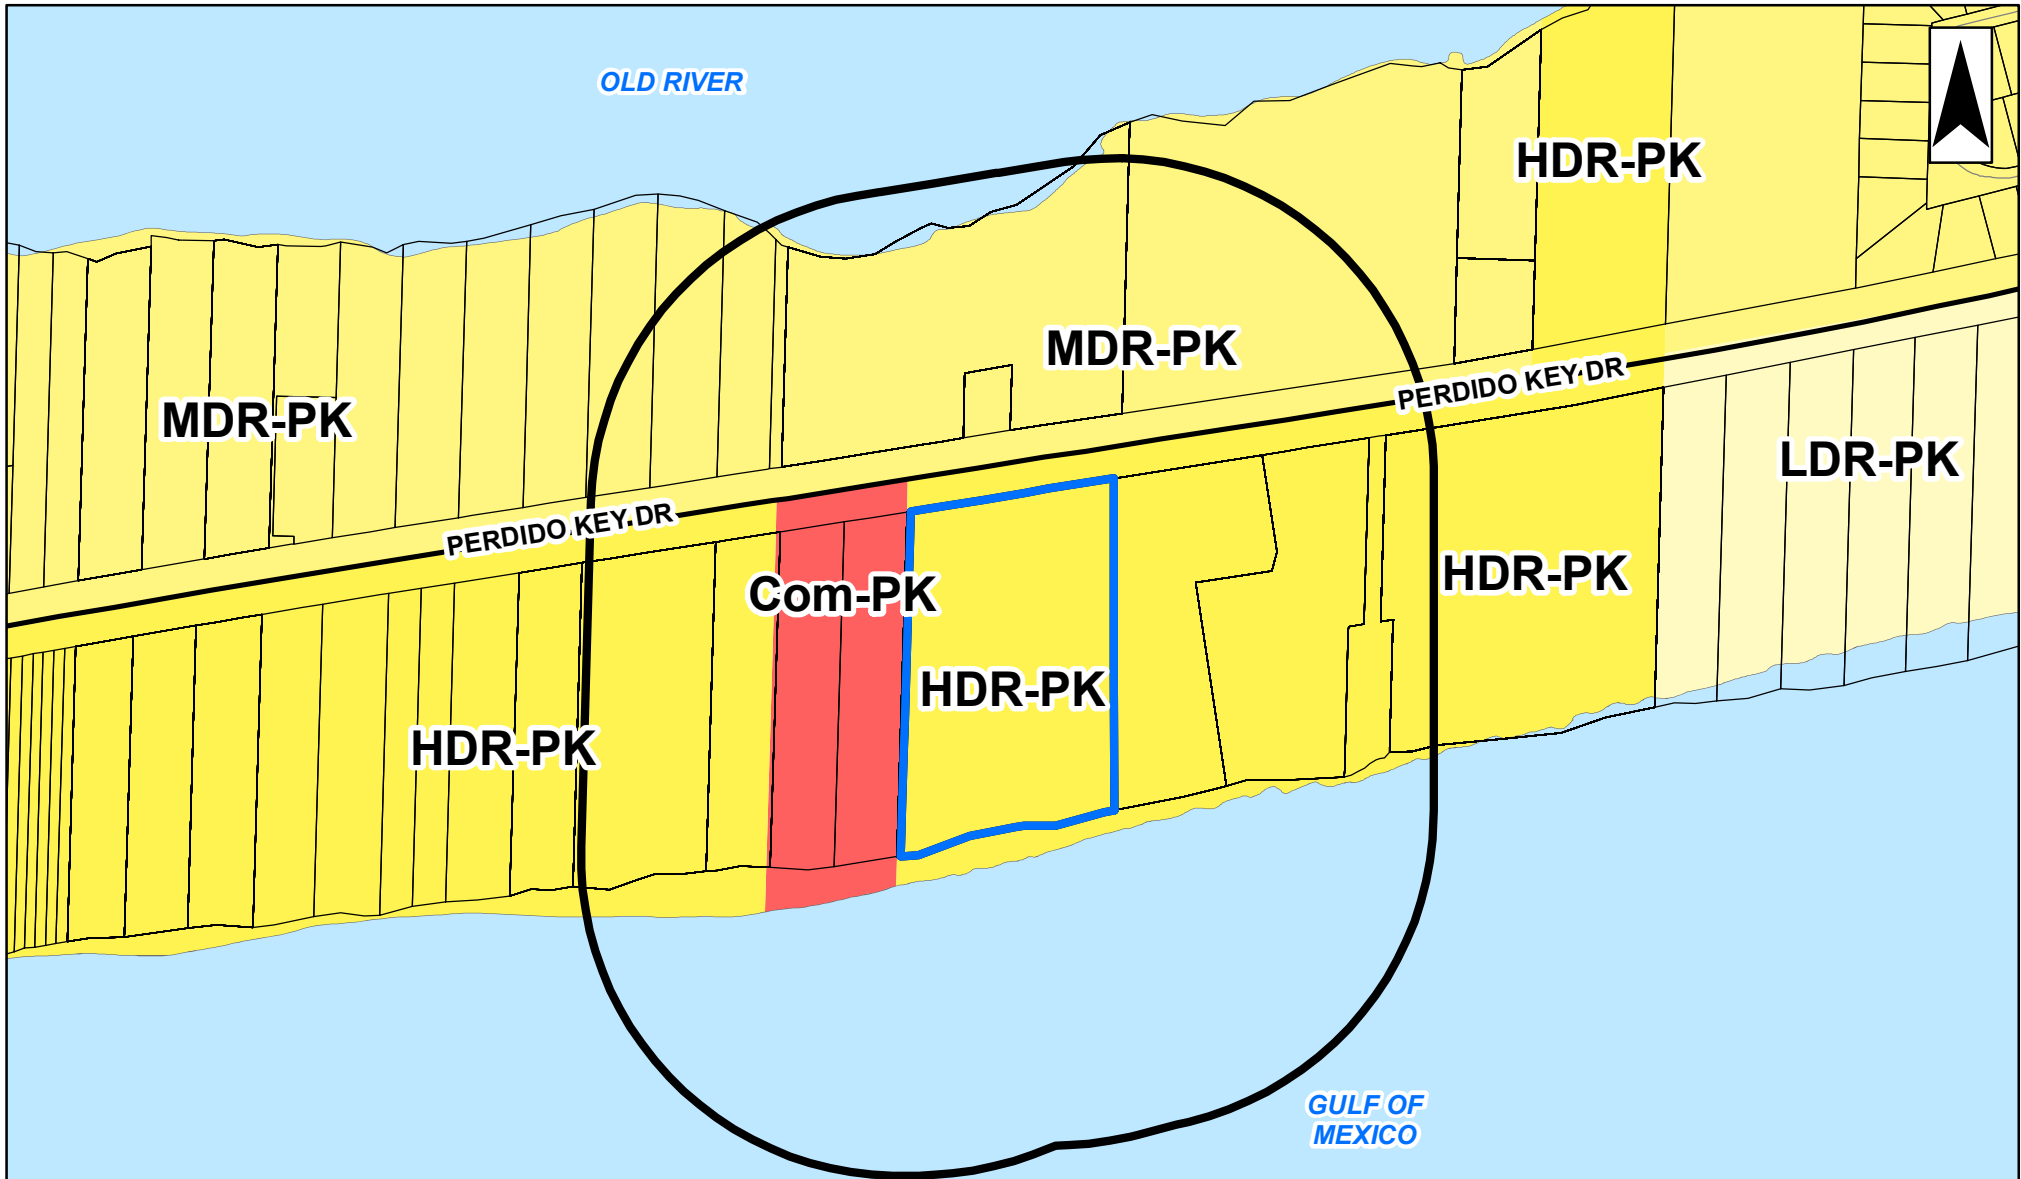 OLD RIVER
HDR-PK
MDR-PK
PERDIDO KEY DR
MDR-PK
LDR-PK
PERDIDO KEY DR
HDR-PK
Com-PK
HDR-PK
HDR-PK
GULF OF
MEXICO